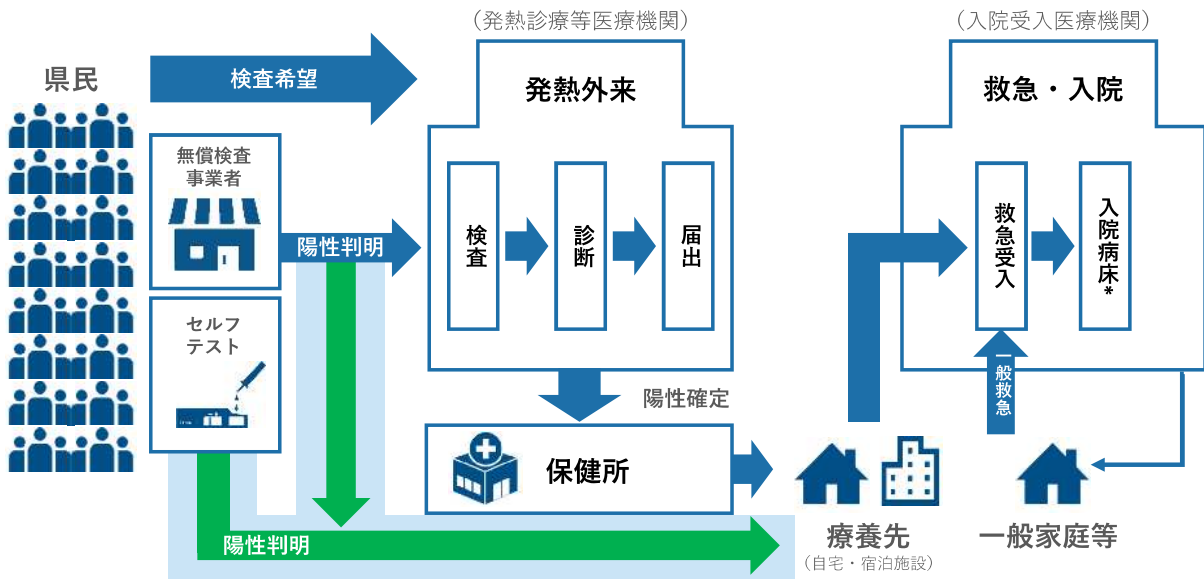 （発熱診療等医療機関）
（入院受入医療機関）
県民
検査希望
発熱外来
救急・入院
無償検査
事業者
陽性判明
検査
診断
届出
救急受入
入院病床*
セルフ
テスト
一般救急
陽性確定
保健所
陽性判明
療養先
（自宅・宿泊施設）
一般家庭等